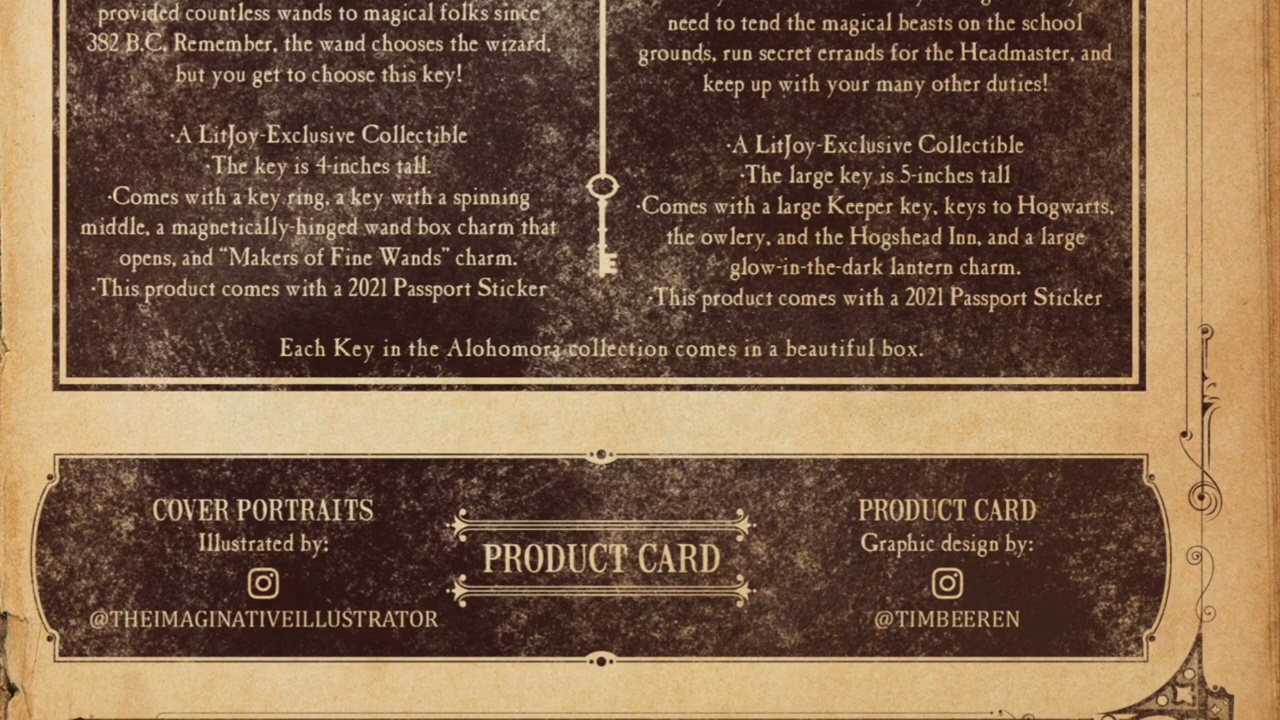 provided countless wands to magical folks since
382 B.C. Remember, the wand chooses the wizard,
but you get to choose this key!
·A LitJoy-Exclusive Collectible
·The key is 4-inches tall.
·Comes with a key ring, a key with a spinning
middle, a magnetically-hinged wand box charm that
opens, and “Makers of Fine Wands” charm.
·This product comes with a 2021 Passport Sticker
need to tend the magical beasts on the school
grounds, run secret errands for the Headmaster, and
keep up with your many other duties!
·A LitJoy-Exclusive Collectible
·The large key is 5-inches tall
·Comes with a large Keeper key, keys to Hogwarts,
the owlery, and the Hogshead Inn, and a large
glow-in-the-dark lantern charm.
·This product comes with a 2021 Passport Sticker
Each Key in the Alohomora collection comes in a beautiful box.
COVER PORTRAITS
Illustrated by:
@THEIMAGINATIVEILLUSTRATOR
PRODUCT CARD
PRODUCT CARD
Graphic design by:
@TIMBEEREN